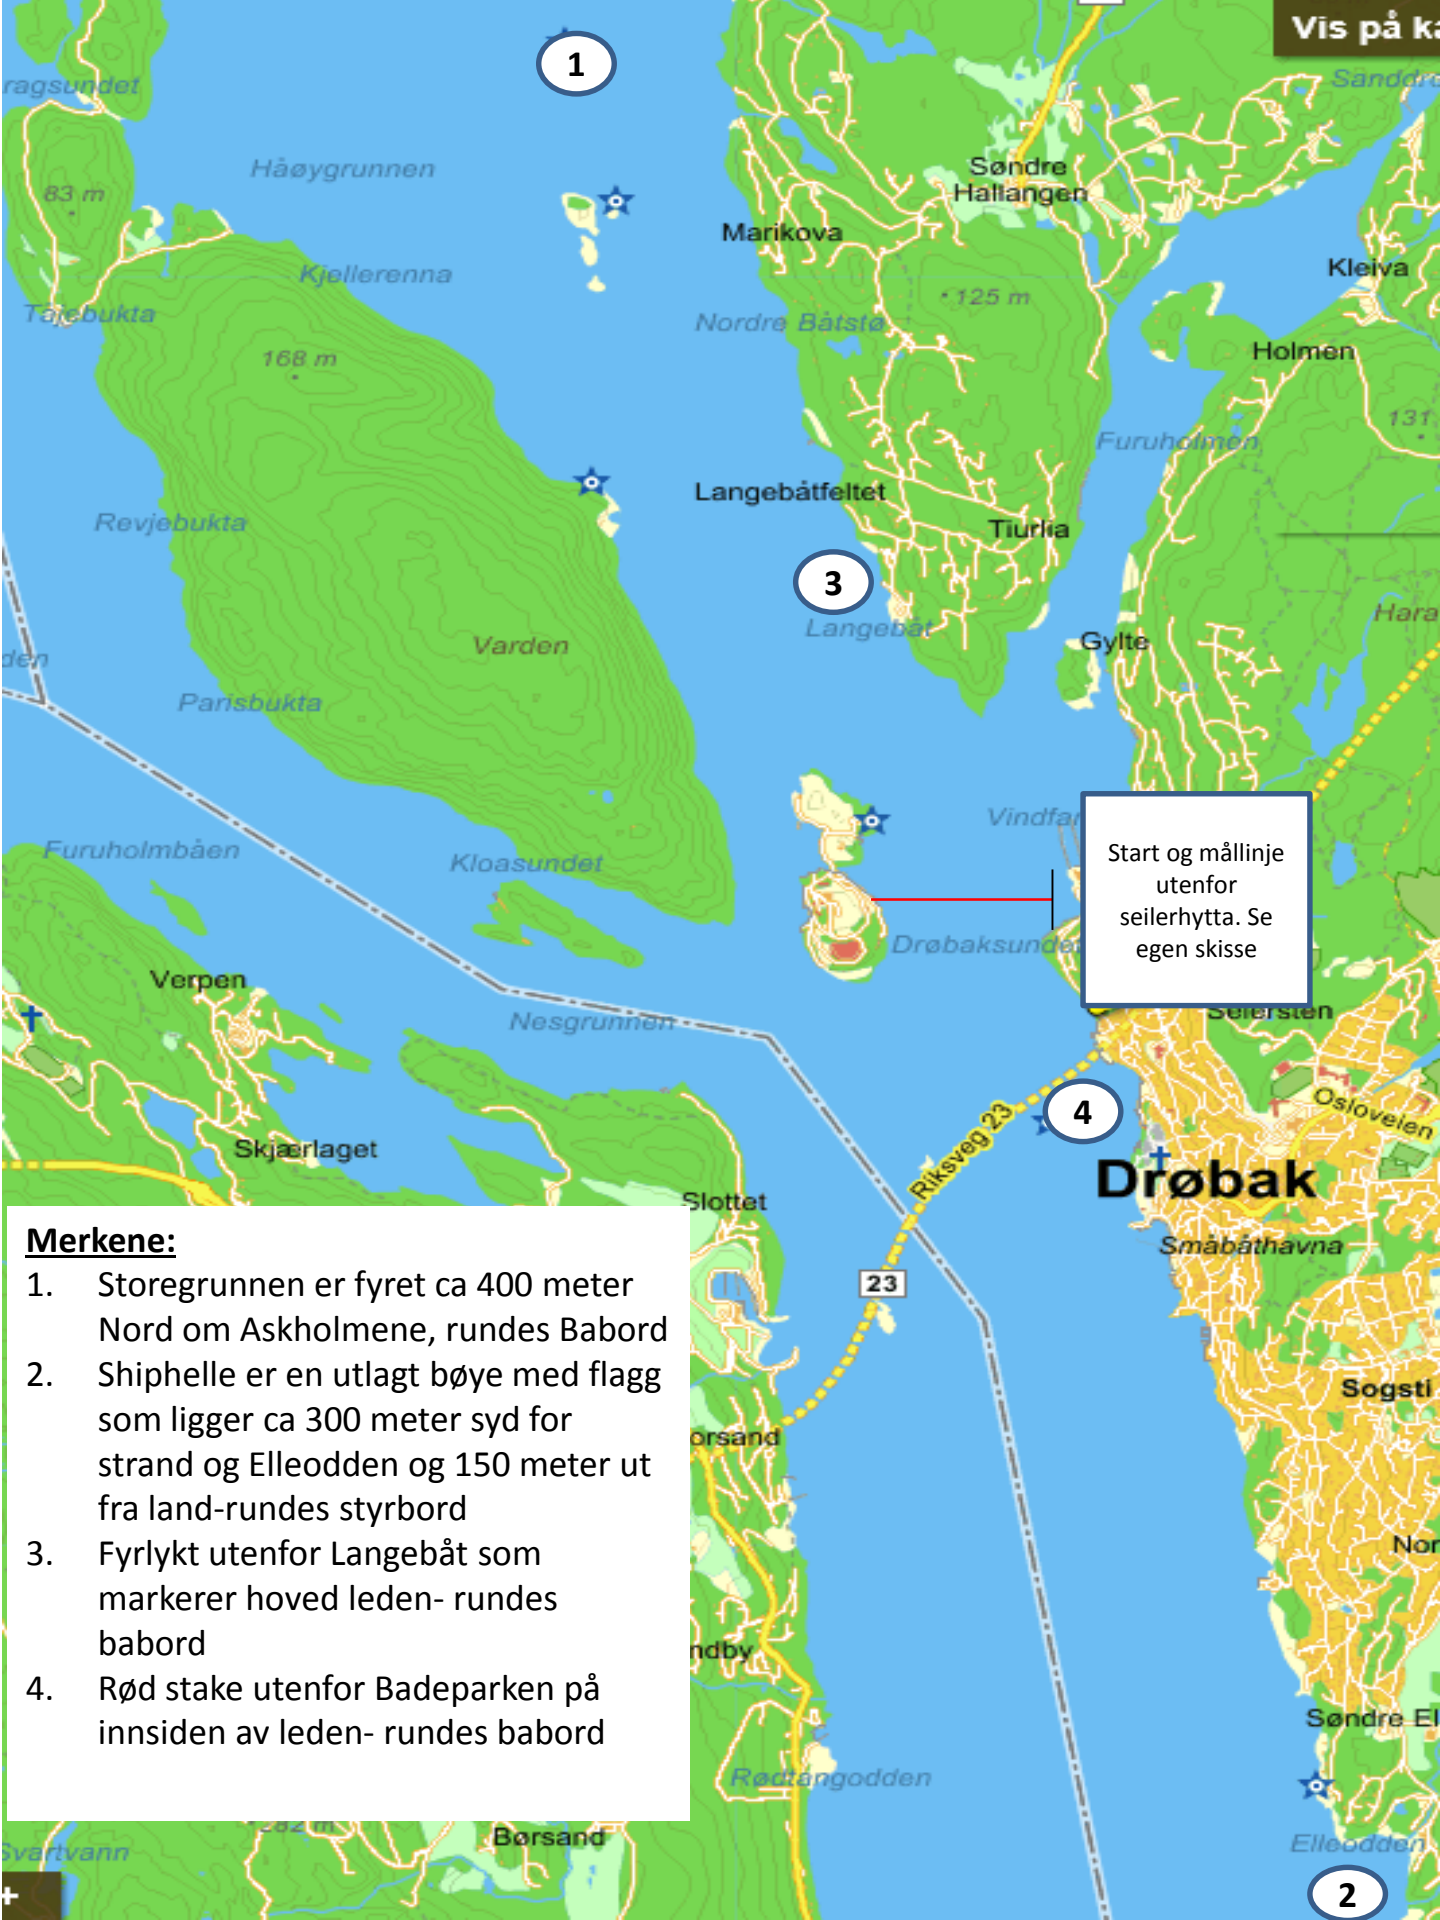 Vis på ka
1
ragsundet
Sanddr
Håøygrunnen
Søndre
Hallangen
83 m
Marikova
Kleiva
Kjellerenna
125 m
Tåjebukta
Nordre Båtstø
168 m
Holmen
131
Furuholmen
Langebåtfeltet
Revjebukta
Tiurlia
3
Hara
Langebåt
Gylte
Varden
den
Parisbukta
Vindfa
Furuholmbåen
Kloasundet
Start og mållinje
utenfor
seilerhytta. Se
egen skisse
Drøbaksunde
Verpen
Nesgrunnen
Seiersten
4
Osloveien
Riksveg 23
Skjærlaget
Drøbak
Slottet
Småbåthavna
23
Merkene:
1. Storegrunnen er fyret ca 400 meter
Nord om Askholmene, rundes Babord
2. Shiphelle er en utlagt bøye med flagg
som ligger ca 300 meter syd for
strand og Elleodden og 150 meter ut
fra land-rundes styrbord
3. Fyrlykt utenfor Langebåt som
markerer hoved leden- rundes
babord
4. Rød stake utenfor Badeparken på
innsiden av leden- rundes babord
Sogsti
orsand
Nor
ndby
Søndre El
Rødtangodden
282 m
Børsand
Svartvann
Elleodden
+
2